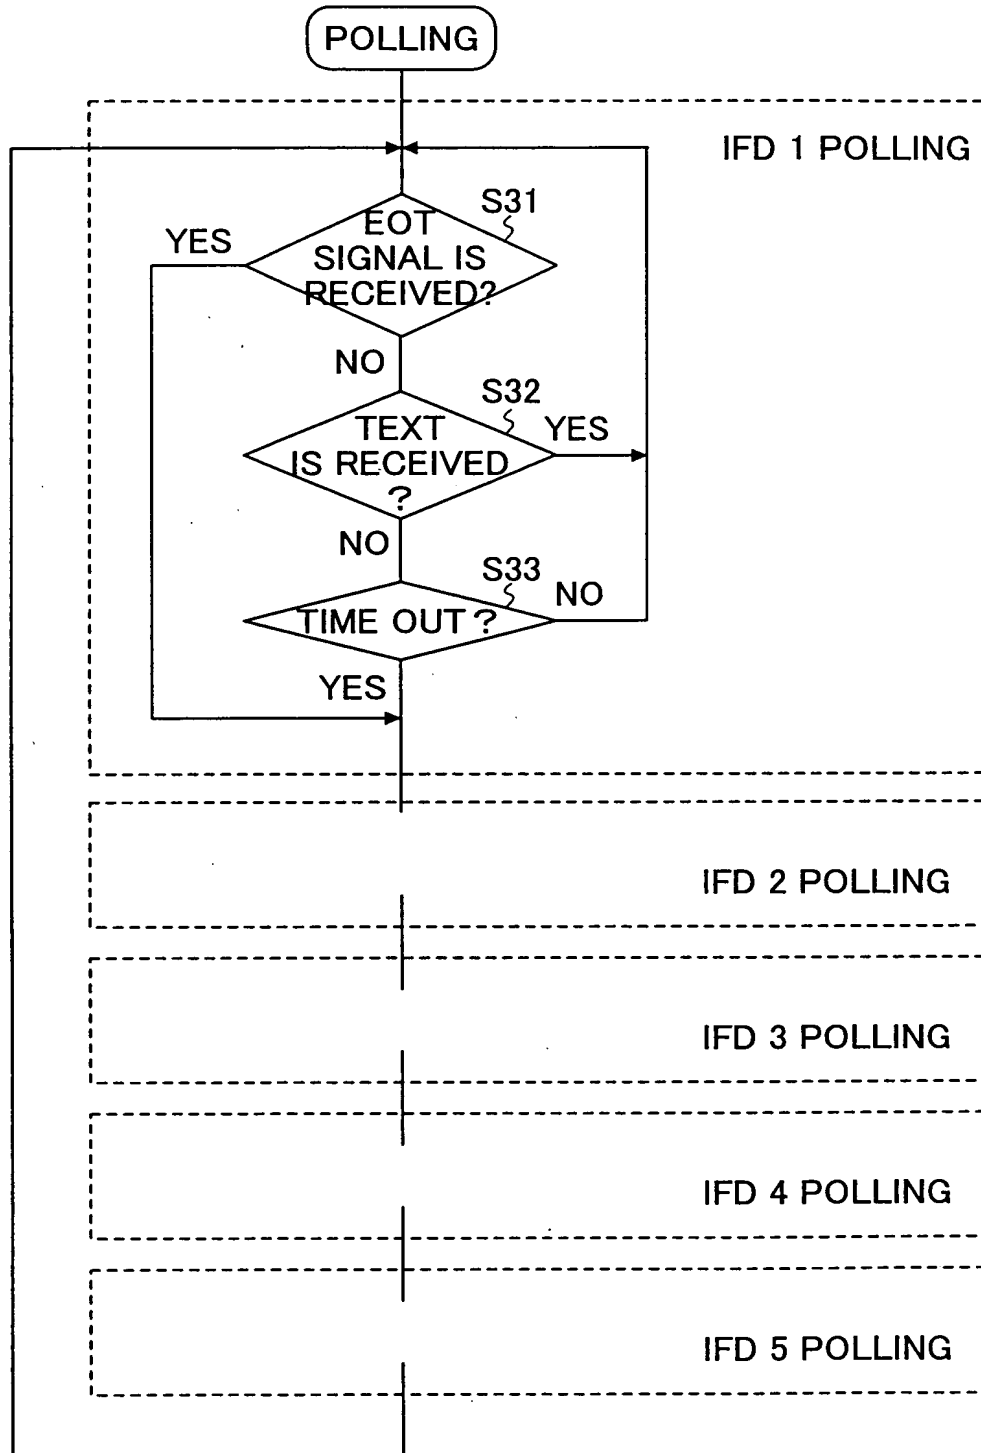 POLLING
IFD 1 POLLING
S31
YES
EOT
SIGNAL IS
RECEIVED?
NO
S32
TEXT
IS RECEIVED
?
YES
NO
S33
TIME OUT ?
NO
YES
IFD 2 POLLING
IFD 3 POLLING
IFD 4 POLLING
IFD 5 POLLING